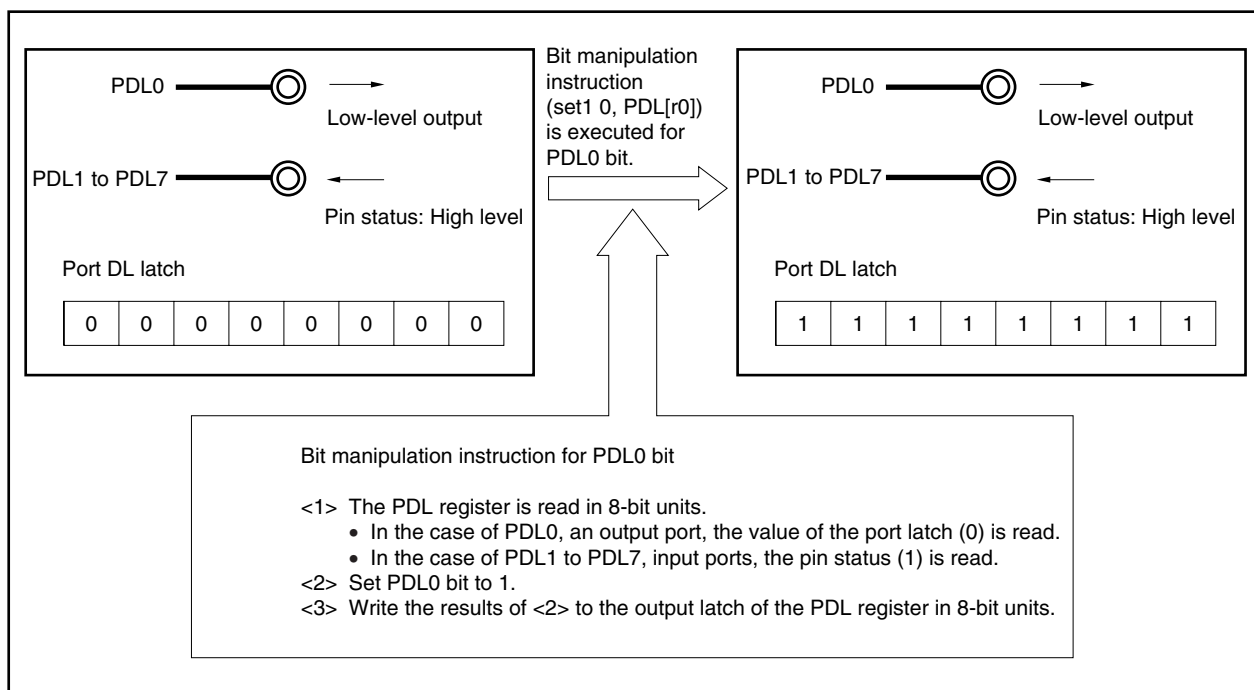 PDL0
Low-level output
PDL1 to PDL7
Pin status: High level
Port DL latch
0 0 0 0 0 0 0 0
Bit manipulation
instruction
(set1 0, PDL[r0])
is executed for
PDL0 bit.
PDL0
Low-level output
PDL1 to PDL7
Pin status: High level
Port DL latch
1 1 1 1 1 1 1 1
Bit manipulation instruction for PDL0 bit
<1> The PDL register is read in 8-bit units.
• In the case of PDL0, an output port, the value of the port latch (0) is read.
• In the case of PDL1 to PDL7, input ports, the pin status (1) is read.
<2> Set PDL0 bit to 1.
<3> Write the results of <2> to the output latch of the PDL register in 8-bit units.